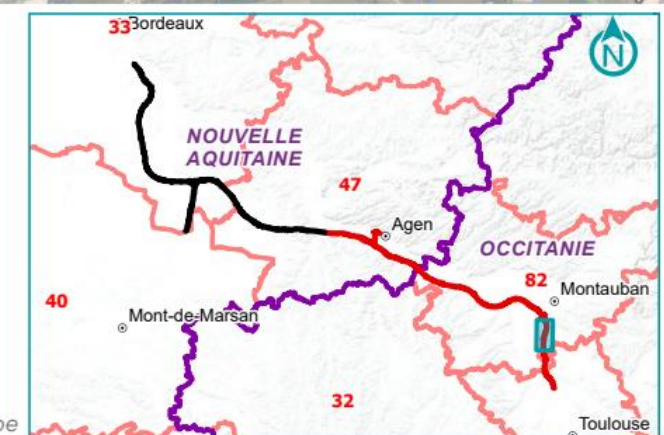 33
Bordeaux
N
NOUVELLE
AQUITAINE
47
Agen
OCCITANIE
82
Montauban
40
Mont-de-Marsan
32
Toulouse